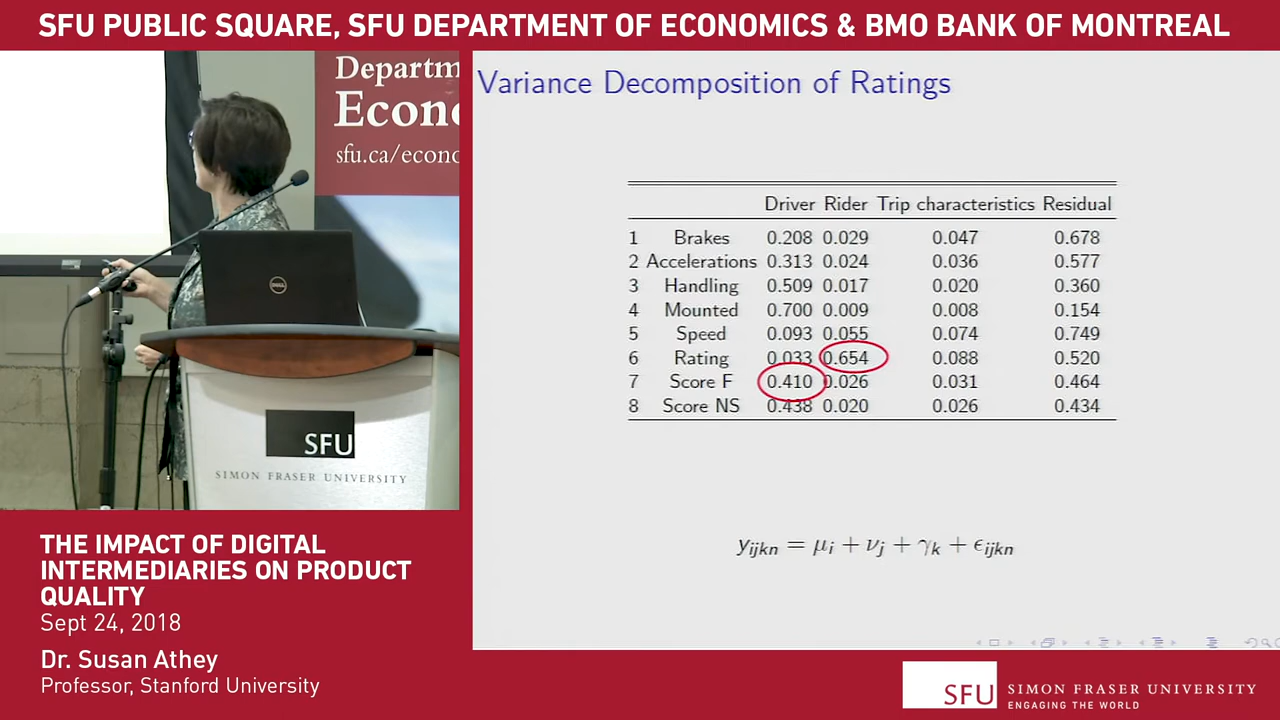 SFU PUBLIC SQUARE, SFU DEPARTMENT OF ECONOMICS & BMO BANK OF MONTREAL
Departm
Econo
sfu.ca/econo
DELL
SFU
SIMON FRASER UNIVERSITY
Variance Decomposition of Ratings
Driver Rider Trip characteristics Residual
1 Brakes 0.208 0.029 0.047 0.678
2 Accelerations 0.313 0.024 0.036 0.577
3 Handling 0.509 0.017 0.020 0.360
4 Mounted 0.700 0.009 0.008 0.154
5 Speed 0.093 0.055 0.074 0.749
6 Rating 0.033 0.654 0.088 0.520
7 Score F 0.410 0.026 0.031 0.464
8 Score NS 0.438 0.020 0.026 0.434
y_{ijkn} = μ_i + ν_j + γ_k + ϵ_{ijkn}
THE IMPACT OF DIGITAL
INTERMEDIARIES ON PRODUCT
QUALITY
Sept 24, 2018
Dr. Susan Athey
Professor, Stanford University
SFU
SIMON FRASER UNIVERSITY
ENGAGING THE WORLD